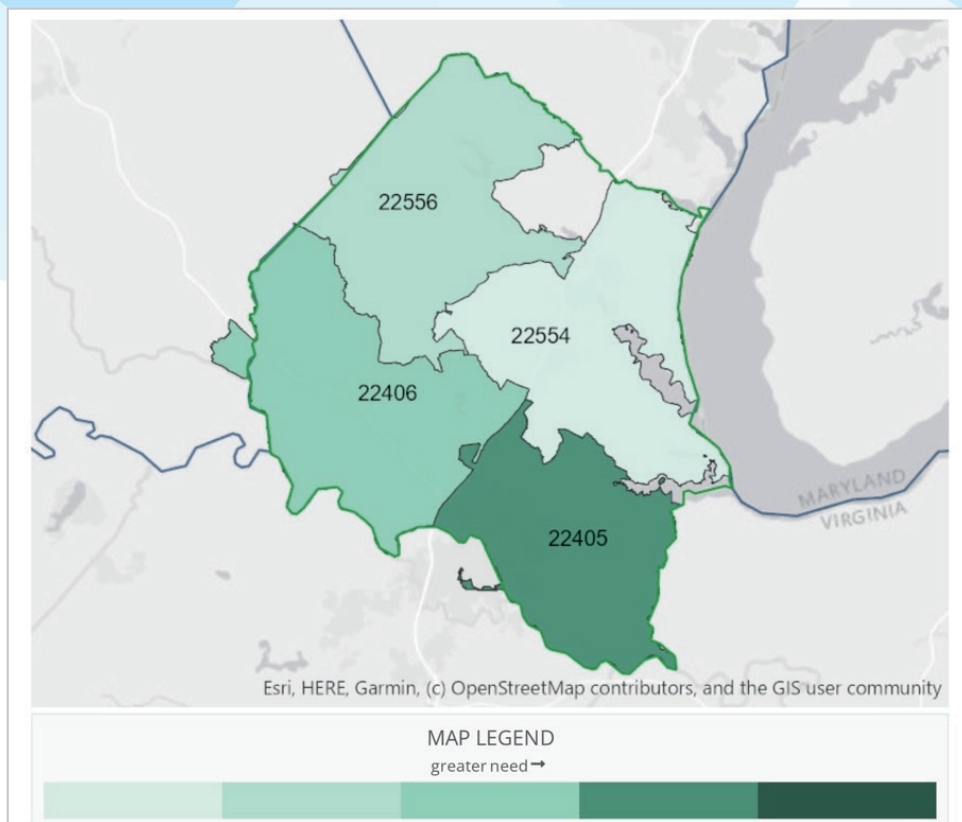 22556
22554
22406
MARYLAND
VIRGINIA
22405
Esri, HERE, Garmin, (c) OpenStreetMap contributors, and the GIS user community
MAP LEGEND
greater need→